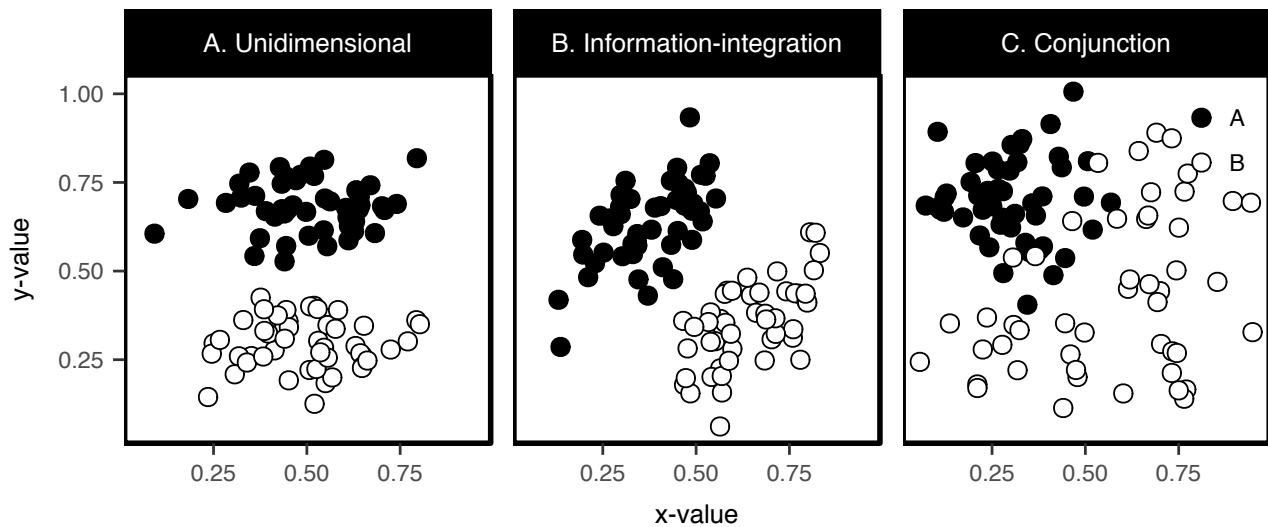 A. Unidimensional
B. Information-integration
C. Conjunction
y-value
1.00
0.75
0.50
0.25
A
B
0.25 0.50 0.75
0.25 0.50 0.75
0.25 0.50 0.75
x-value